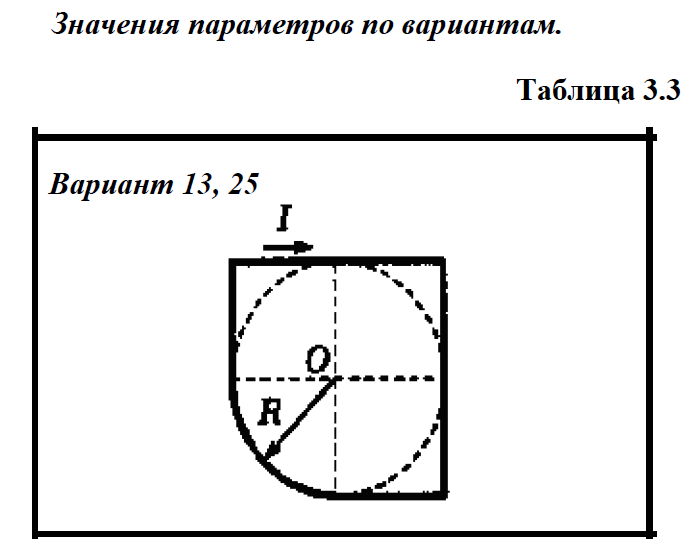 Значения параметров по вариантам.
Таблица 3.3
Вариант 13, 25
I
O
R